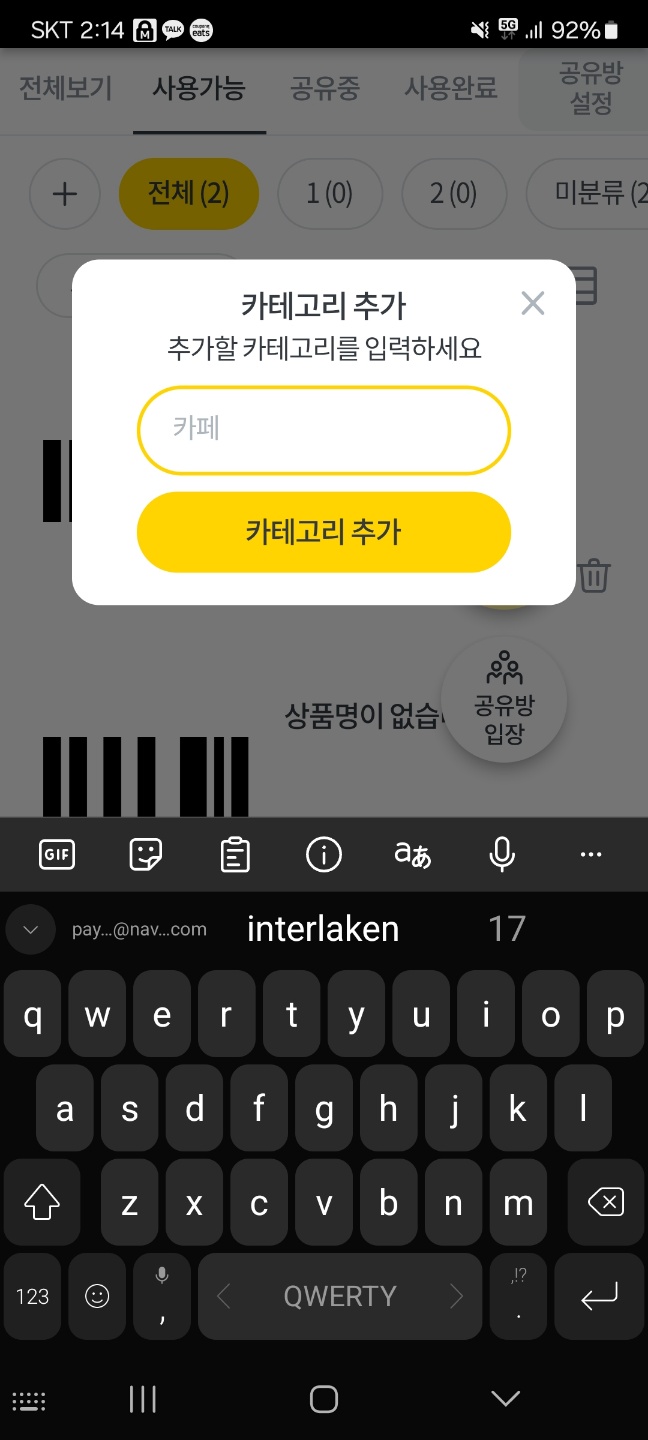 SKT 2:14 M TALK coupang eats 5G 92%
전체보기 사용가능 공유중 사용완료 공유방
설정
전체 (2) 1 (0) 2 (0) 미분류 (2
카테고리 추가
추가할 카테고리를 입력하세요
카페
카테고리 추가
상품명이 없습
공유방
입장
GIF aあ
pay...@nav...com interlaken 17
q w e r t y u i o p
a s d f g h j k l
z x c v b n m
123 , QWERTY ,!? .